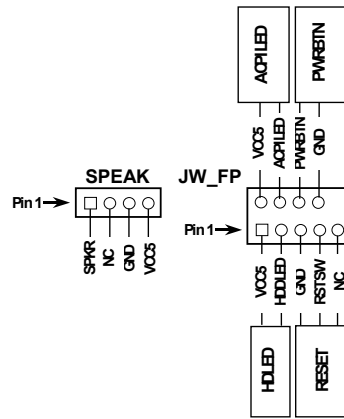 ACPILED
PWRBTN
VCC5
ACPILED
PWRBTN
GND
SPEAK
JW_FP
Pin 1
SPKR
NC
GND
VCC5
Pin 1
VCC5
HDDLED
GND
RSTSW
NC
HDLED
RESET